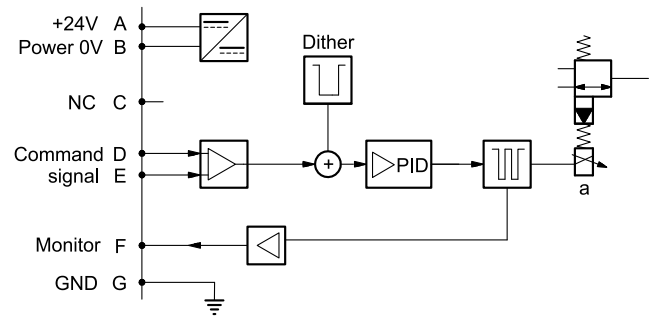 +24V A
Power 0V B
Dither
NC C
Command D
signal E
+
PID
a
Monitor F
GND G